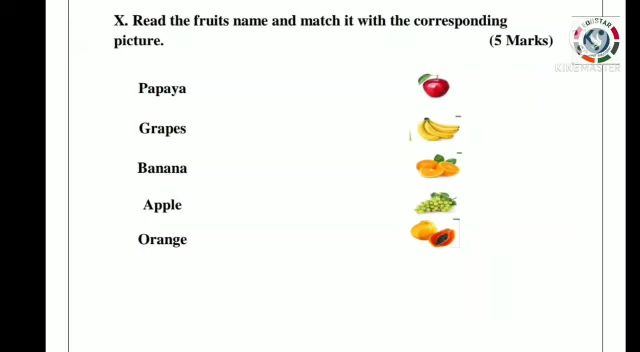 X. Read the fruits name and match it with the corresponding
picture. (5 Marks)
EDUSTAR
KINEMASTER
Papaya
Grapes
Banana
Apple
Orange